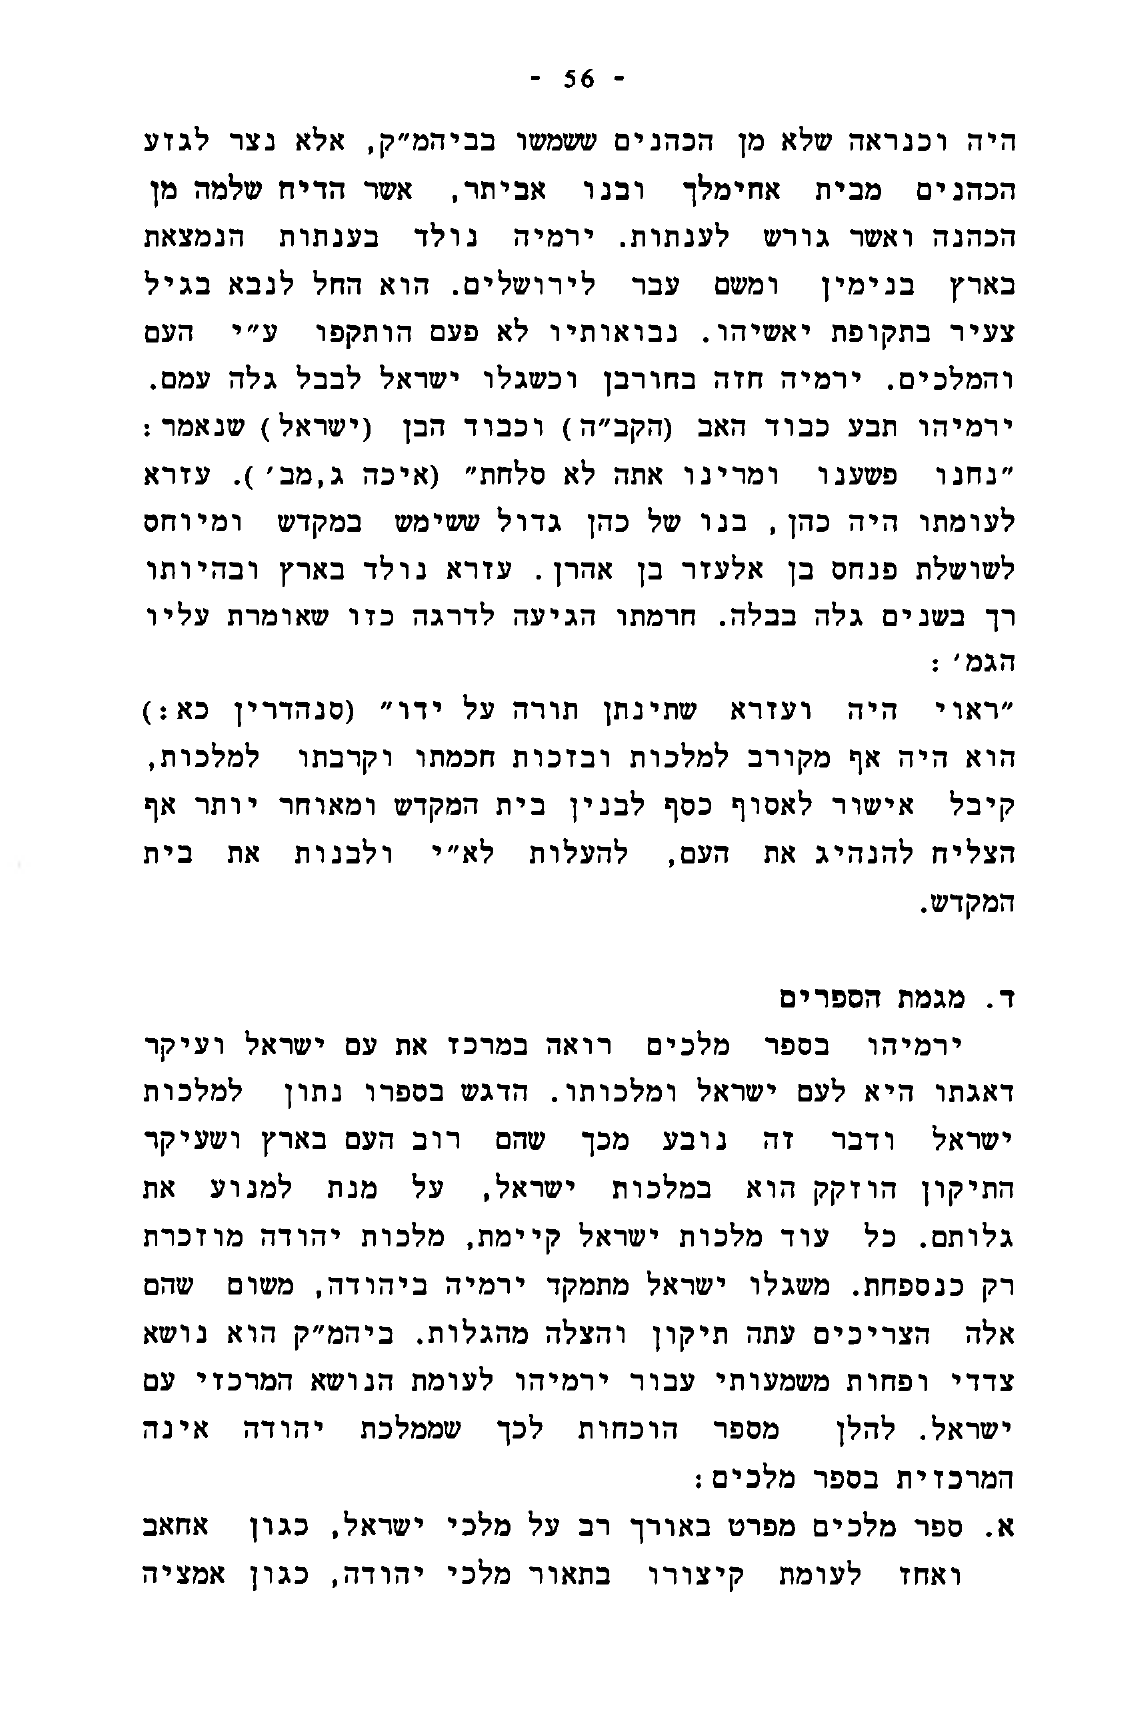 - 56 -
היה וכנראה שלא מן הכהנים ששמשו בביהמ"ק, אלא נצר לגזע
הכהנים מבית אחימלך ובנו אביתר, אשר הדיח שלמה מן
הכהנה ואשר גורש לענתות. ירמיה נולד בענתות הנמצאת
בארץ בנימין ומשם עבר לירושלים. הוא החל לנבא בגיל
צעיר בתקופת יאשיהו. נבואותיו לא פעם הותקפו ע"י העם
והמלכים. ירמיה חזה בחורבן וכשגלו ישראל לבבל גלה עמם.
ירמיהו תבע כבוד האב (הקב"ה) וכבוד הבן (ישראל) שנאמר:
"נחנו פשענו ומרינו אתה לא סלחת" (איכה ג,מב'). עזרא
לעומתו היה כהן, בנו של כהן גדול ששימש במקדש ומיוחס
לשושלת פנחס בן אלעזר בן אהרן. עזרא נולד בארץ ובהיותו
רך בשנים גלה בבלה. חרמתו הגיעה לדרגה כזו שאומרת עליו
הגמ':
"ראוי היה ועזרא שתינתן תורה על ידו" (סנהדרין כא:)
הוא היה אף מקורב למלכות ובזכות חכמתו וקרבתו למלכות,
קיבל אישור לאסוף כסף לבנין בית המקדש ומאוחר יותר אף
הצליח להנהיג את העם, להעלות לא"י ולבנות את בית
המקדש.
ד. מגמת הספרים
ירמיהו בספר מלכים רואה במרכז את עם ישראל ועיקר
דאגתו היא לעם ישראל ומלכותו. הדגש בספרו נתון למלכות
ישראל ודבר זה נובע מכך שהם רוב העם בארץ ושעיקר
התיקון הוזקק הוא במלכות ישראל, על מנת למנוע את
גלותם. כל עוד מלכות ישראל קיימת, מלכות יהודה מוזכרת
רק כנספחת. משגלו ישראל מתמקד ירמיה ביהודה, משום שהם
אלה הצריכים עתה תיקון והצלה מהגלות. ביהמ"ק הוא נושא
צדדי ופחות משמעותי עבור ירמיהו לעומת הנושא המרכזי עם
ישראל. להלן מספר הוכחות לכך שממלכת יהודה אינה
המרכזית בספר מלכים:
א. ספר מלכים מפרט באורך רב על מלכי ישראל, כגון אחאב
ואחז לעומת קיצורו בתאור מלכי יהודה, כגון אמציה